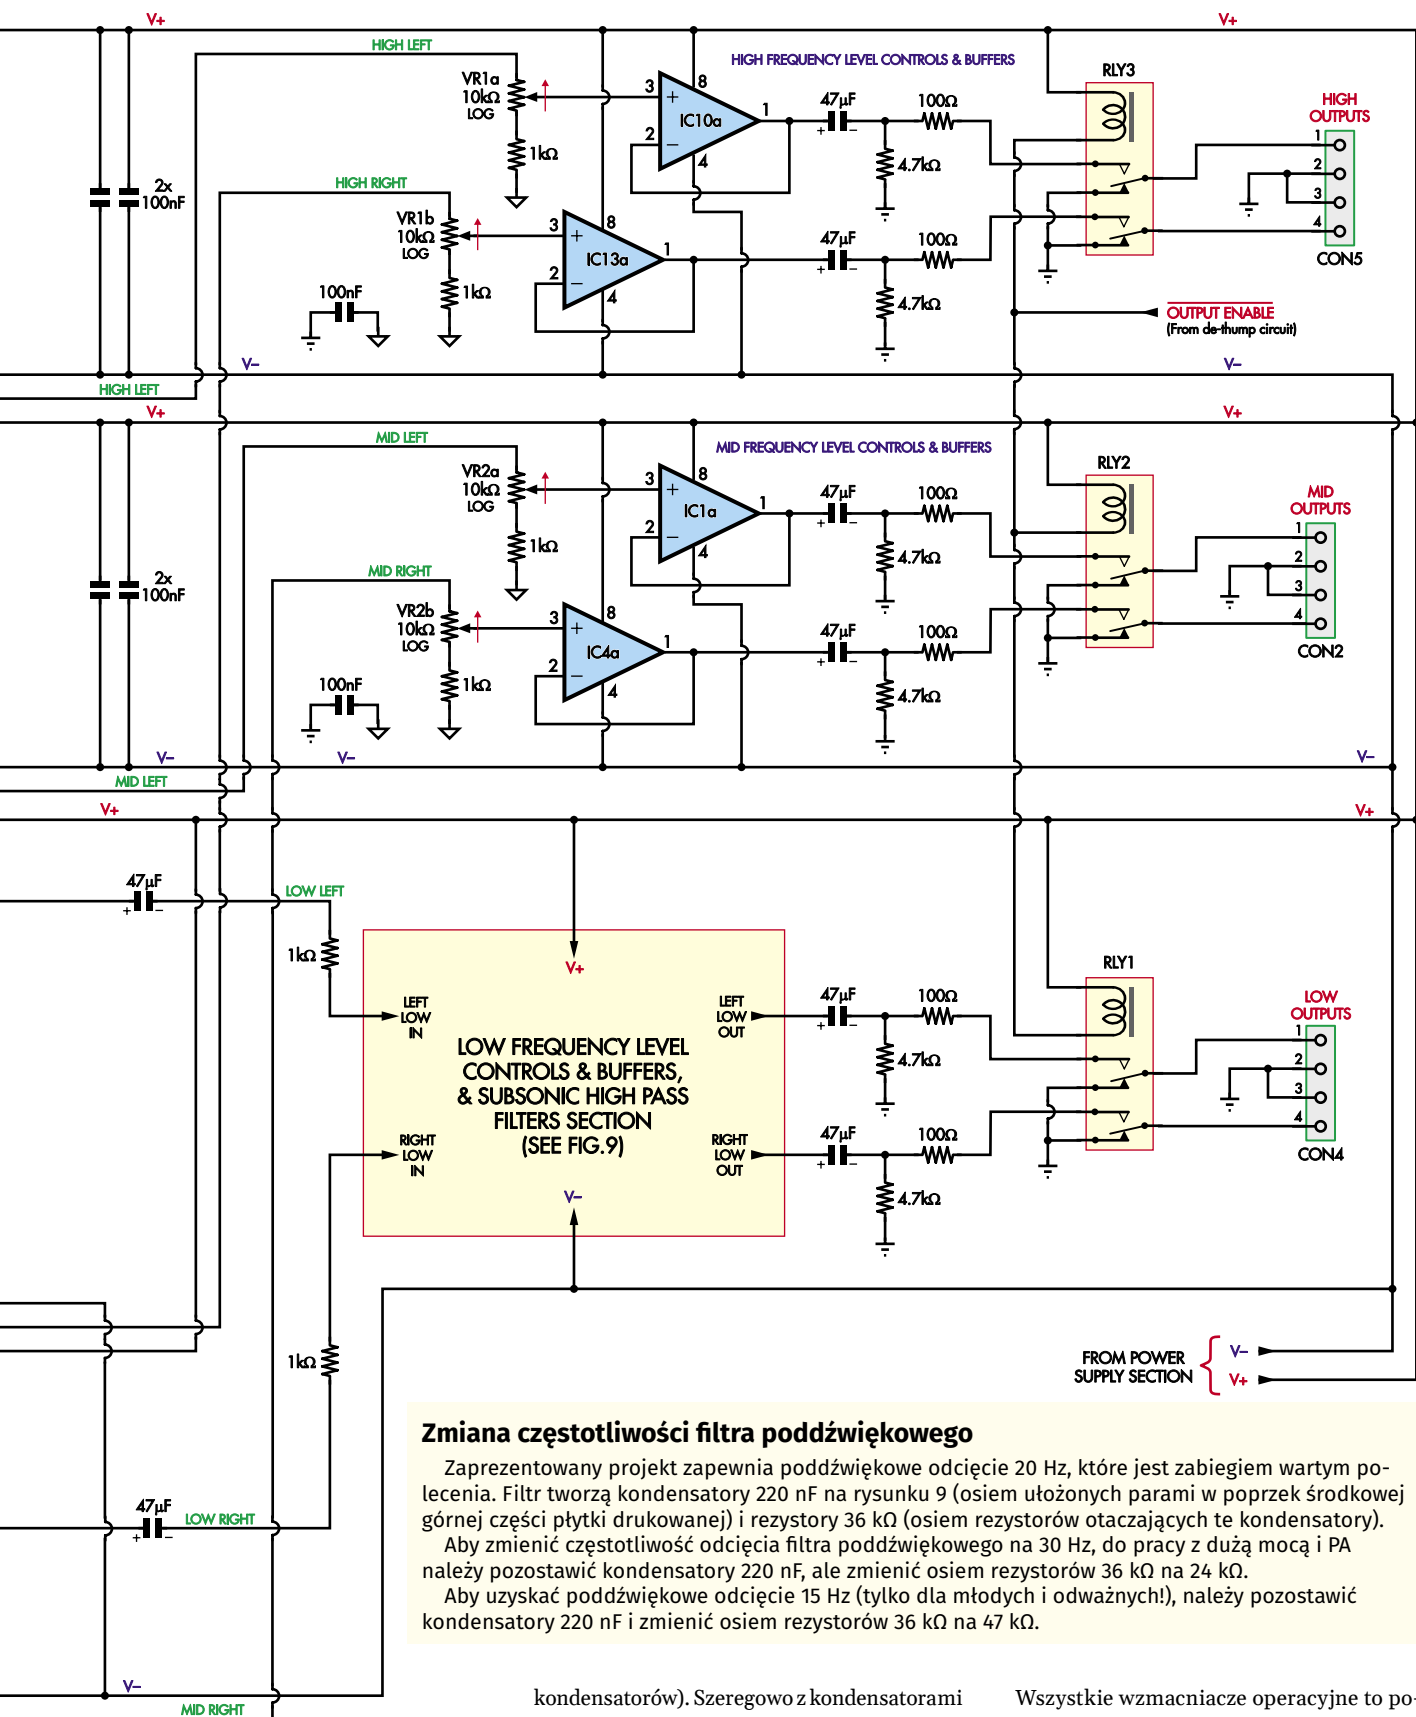 V+
V+
HIGH LEFT
HIGH FREQUENCY LEVEL CONTROLS & BUFFERS
VR1a
10kΩ
LOG
3
+
8
IC10a
1
2
−
4
1kΩ
47µF
+
−
100Ω
4.7kΩ
RLY3
HIGH
OUTPUTS
1
2
3
4
CON5
2x
100nF
HIGH RIGHT
VR1b
10kΩ
LOG
3
+
8
IC13a
1
2
−
4
1kΩ
100nF
47µF
+
−
100Ω
4.7kΩ
OUTPUT ENABLE
(From de-thump circuit)
V−
V−
HIGH LEFT
V+
V+
MID LEFT
MID FREQUENCY LEVEL CONTROLS & BUFFERS
VR2a
10kΩ
LOG
3
+
8
IC1a
1
2
−
4
1kΩ
47µF
+
−
100Ω
4.7kΩ
RLY2
MID
OUTPUTS
1
2
3
4
CON2
2x
100nF
MID RIGHT
VR2b
10kΩ
LOG
3
+
8
IC4a
1
2
−
4
1kΩ
100nF
47µF
+
−
100Ω
4.7kΩ
V−
V−
V−
MID LEFT
V+
V+
47µF
+
−
LOW LEFT
1kΩ
V+
LEFT
LOW
IN
LEFT
LOW
OUT
LOW FREQUENCY LEVEL
CONTROLS & BUFFERS,
& SUBSONIC HIGH PASS
FILTERS SECTION
(SEE FIG.9)
RIGHT
LOW
IN
RIGHT
LOW
OUT
V−
47µF
+
−
100Ω
4.7kΩ
47µF
+
−
100Ω
4.7kΩ
RLY1
LOW
OUTPUTS
1
2
3
4
CON4
1kΩ
FROM POWER
SUPPLY SECTION
V−
V+
47µF
+
−
LOW RIGHT
Zmiana częstotliwości filtra poddźwiękowego
Zaprezentowany projekt zapewnia poddźwiękowe odcięcie 20 Hz, które jest zabiegiem wartym po-
lecenia. Filtr tworzą kondensatory 220 nF na rysunku 9 (osiem ułożonych parami w poprzek środkowej
górnej części płytki drukowanej) i rezystory 36 kΩ (osiem rezystorów otaczających te kondensatory).
Aby zmienić częstotliwość odcięcia filtra poddźwiękowego na 30 Hz, do pracy z dużą mocą i PA
należy pozostawić kondensatory 220 nF, ale zmienić osiem rezystorów 36 kΩ na 24 kΩ.
Aby uzyskać poddźwiękowe odcięcie 15 Hz (tylko dla młodych i odważnych!), należy pozostawić
kondensatory 220 nF i zmienić osiem rezystorów 36 kΩ na 47 kΩ.
V−
MID RIGHT
kondensatorów). Szeregowo z kondensatorami
Wszystkie wzmacniacze operacyjne to po-